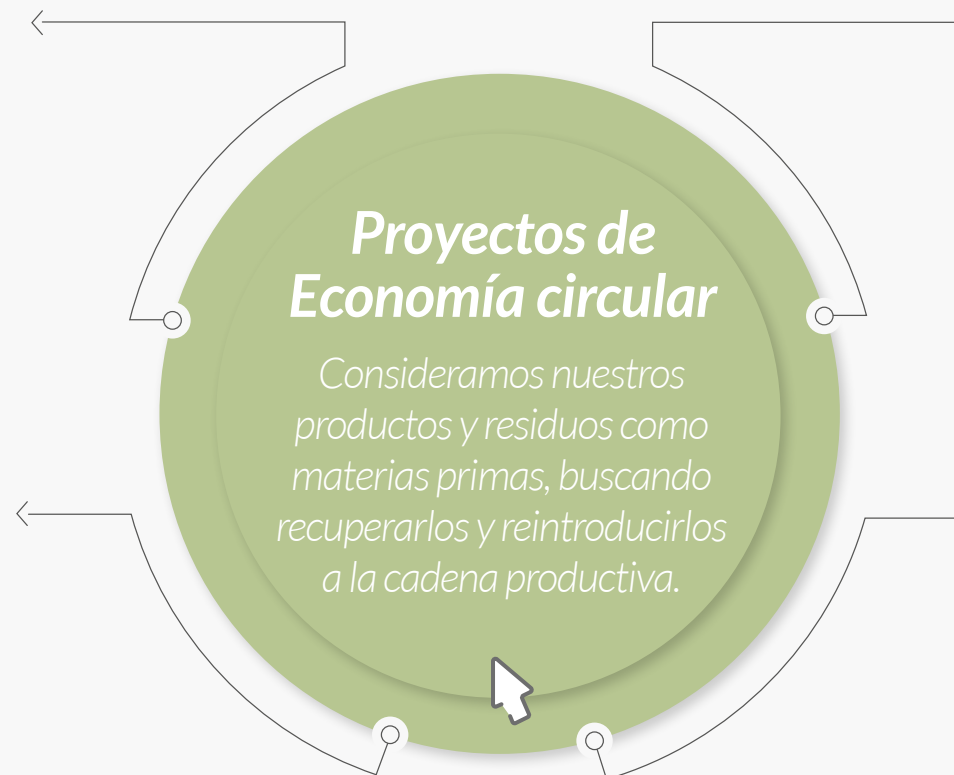 Proyectos de
Economía circular
Consideramos nuestros
productos y residuos como
materias primas, buscando
recuperarlos y reintroducirlos
a la cadena productiva.